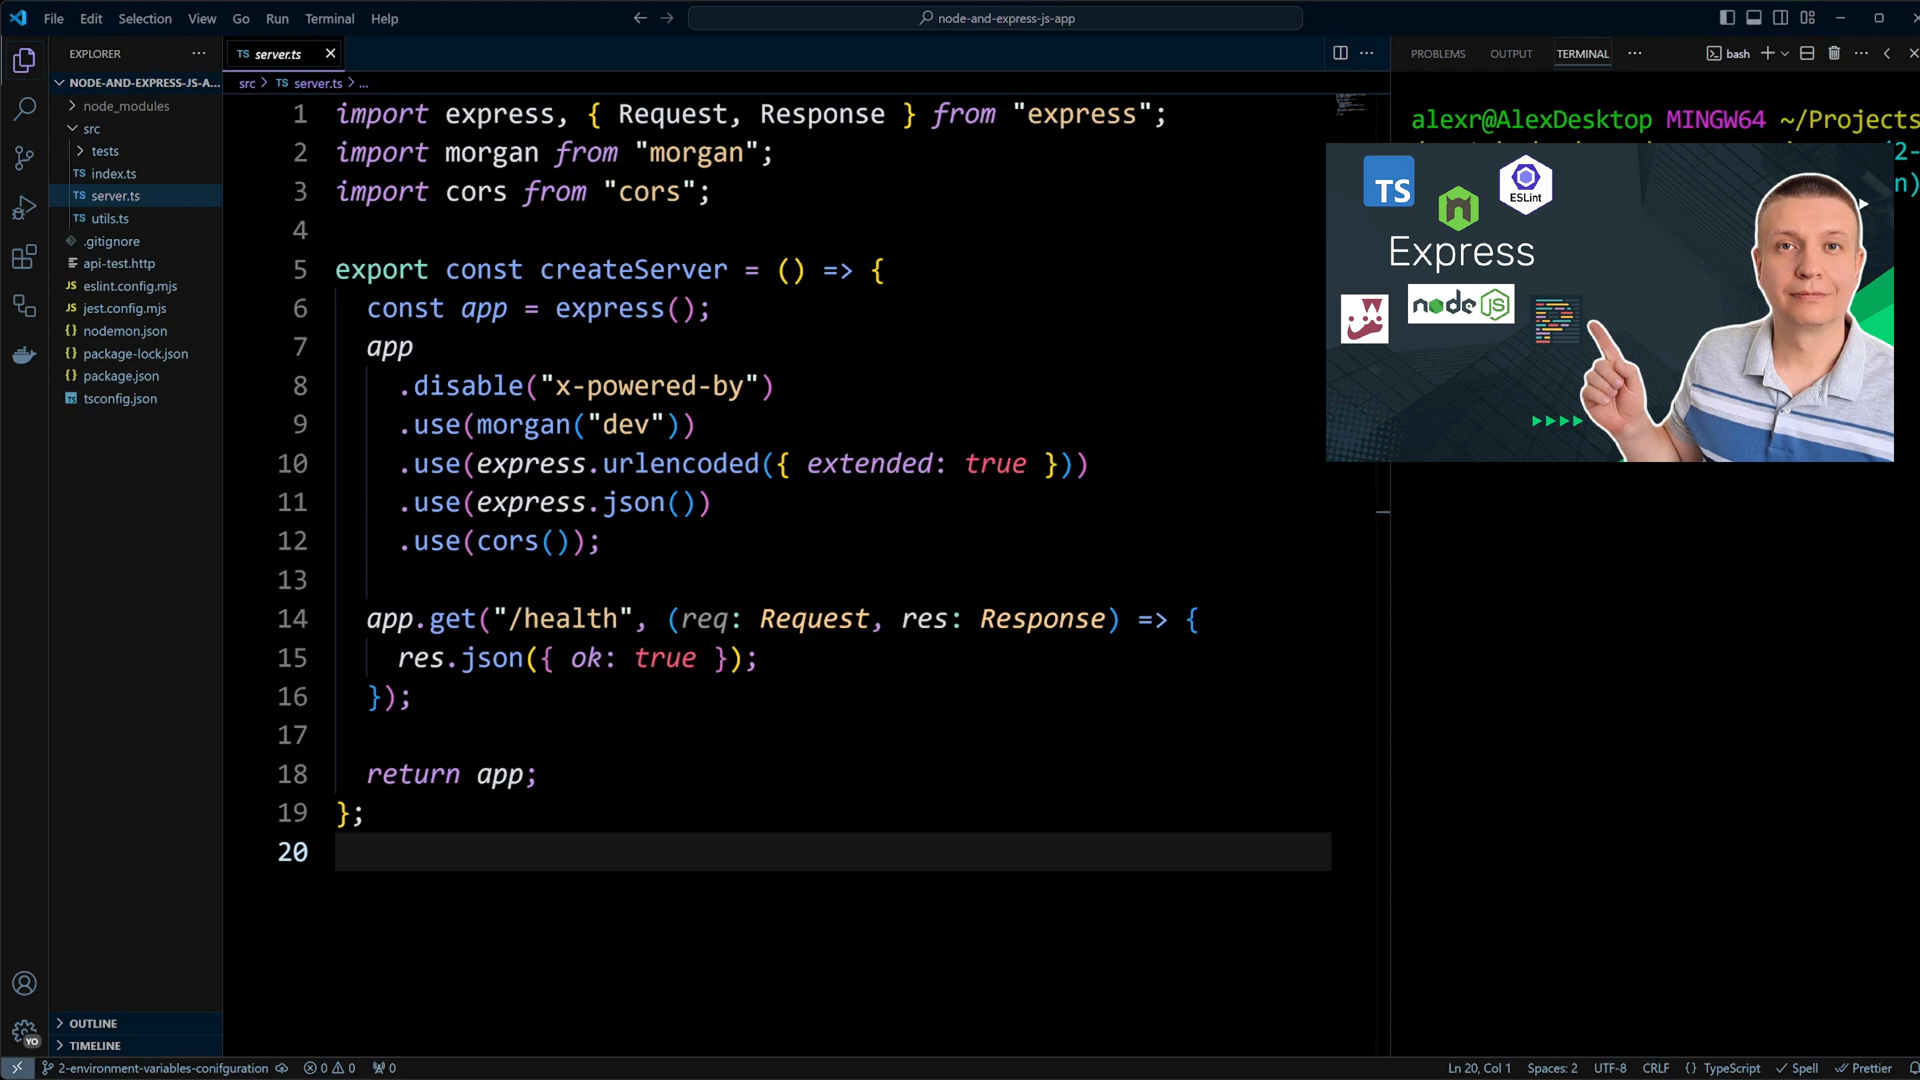 File Edit Selection View Go Run Terminal Help
node-and-express-js-app
EXPLORER
NODE-AND-EXPRESS-JS-A...
node_modules
src
tests
TS index.ts
TS server.ts
TS utils.ts
.gitignore
api-test.http
JS eslint.config.mjs
JS jest.config.mjs
{} nodemon.json
{} package-lock.json
{} package.json
TS tsconfig.json
OUTLINE
TIMELINE
TS server.ts
src > TS server.ts > ...
1 import express, { Request, Response } from "express";
2 import morgan from "morgan";
3 import cors from "cors";
4
5 export const createServer = () => {
6 const app = express();
7 app
8 .disable("x-powered-by")
9 .use(morgan("dev"))
10 .use(express.urlencoded({ extended: true }))
11 .use(express.json())
12 .use(cors());
13
14 app.get("/health", (req: Request, res: Response) => {
15 res.json({ ok: true });
16 });
17
18 return app;
19 };
20
PROBLEMS OUTPUT TERMINAL ... bash
alexr@AlexDesktop MINGW64 ~/Projects
(2-
n)
TS
ESLint
Express
node JS
YO
2-environment-variables-conifguration 0 0 0
Ln 20, Col 1 Spaces: 2 UTF-8 CRLF {} TypeScript Spell Prettier